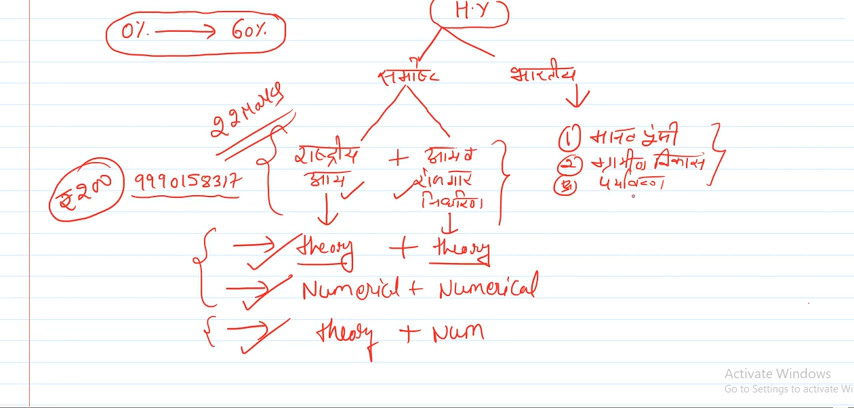 H.Y
0%. → 60%.
समष्टि भारतीय
22 Marks
राष्ट्रीय आय + आय व रोजगार निर्धारण
① मानव पूंजी
② ग्रामीण विकास
③ पर्यावरण
₹200 9990158317
→ theory + theory
→ Numerical + Numerical
→ theory + Num
Activate Windows
Go to Settings to activate Wi